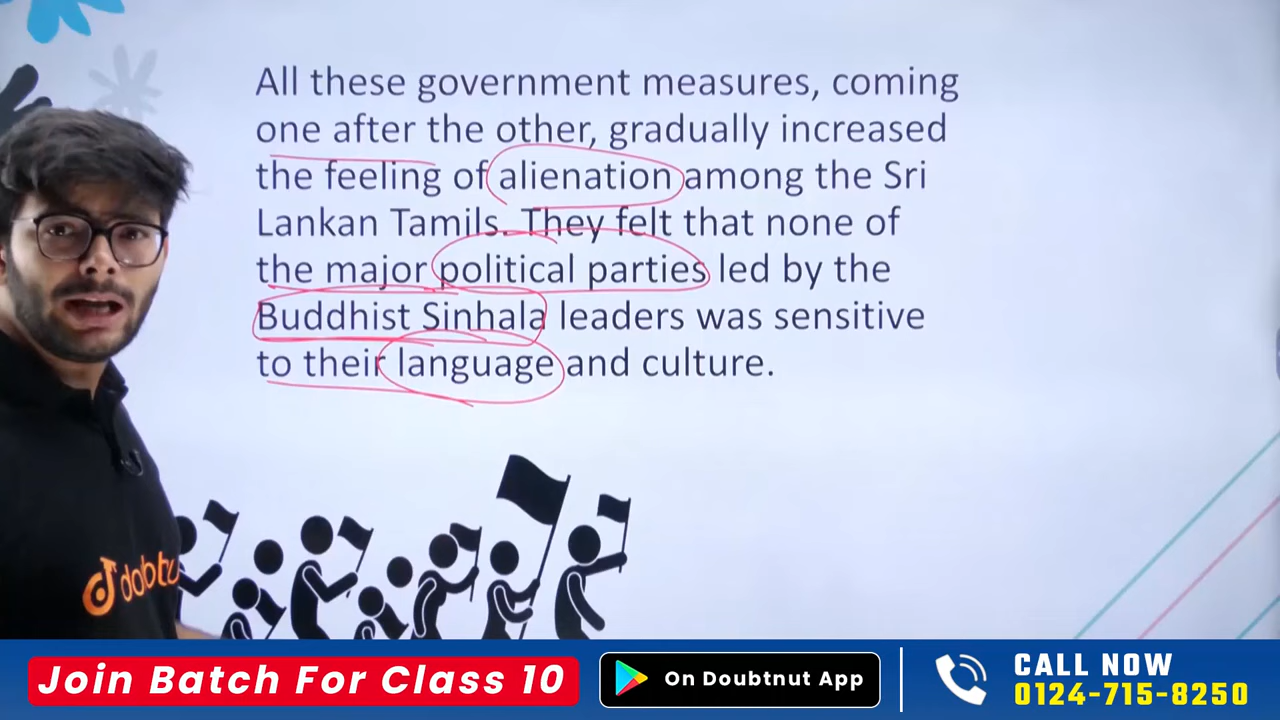 All these government measures, coming
one after the other, gradually increased
the feeling of alienation among the Sri
Lankan Tamils. They felt that none of
the major political parties led by the
Buddhist Sinhala leaders was sensitive
to their language and culture.
Join Batch For Class 10
On Doubtnut App
CALL NOW
0124-715-8250